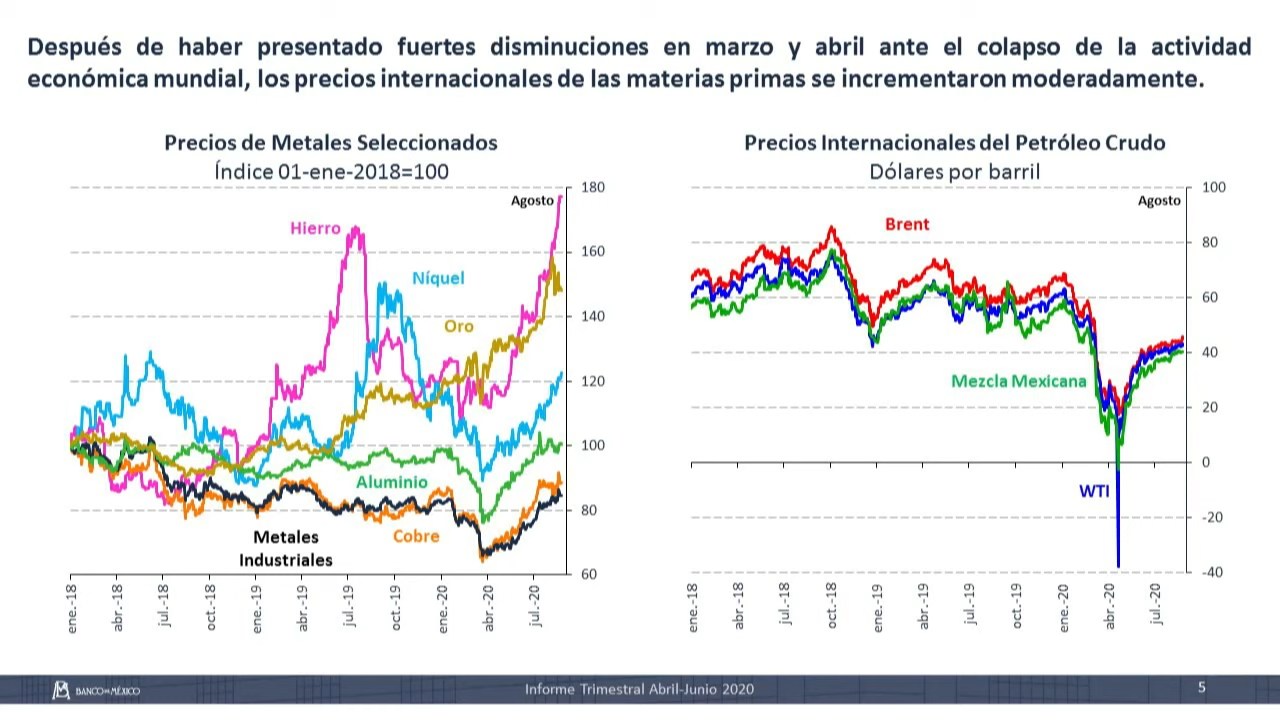 Después de haber presentado fuertes disminuciones en marzo y abril ante el colapso de la actividad
económica mundial, los precios internacionales de las materias primas se incrementaron moderadamente.
Precios de Metales Seleccionados
Índice 01-ene-2018=100
180
Agosto
Hierro
160
Níquel
140
Oro
120
100
Aluminio
80
Metales
Industriales
Cobre
60
ene.-18
abr.-18
jul.-18
oct.-18
ene.-19
abr.-19
jul.-19
oct.-19
ene.-20
abr.-20
jul.-20
Precios Internacionales del Petróleo Crudo
Dólares por barril
100
Agosto
Brent
80
60
40
Mezcla Mexicana
20
0
WTI
-20
-40
ene.-18
abr.-18
jul.-18
oct.-18
ene.-19
abr.-19
jul.-19
oct.-19
ene.-20
abr.-20
jul.-20
BANCO DE MÉXICO
Informe Trimestral Abril-Junio 2020
5